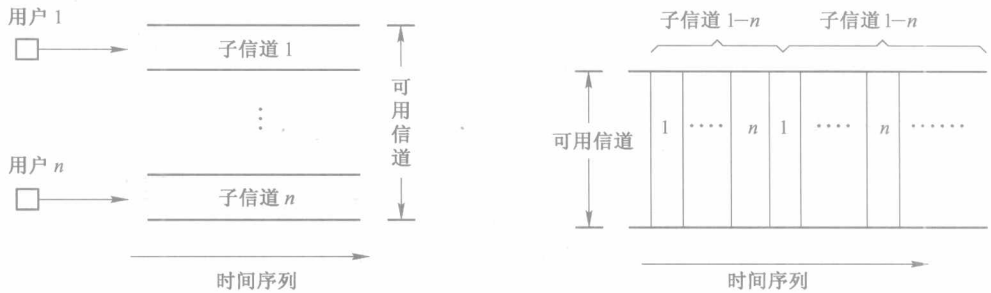 用户 1
子信道 1
⋮
可用信道
用户 n
子信道 n
时间序列
子信道 1—n 子信道 1—n
可用信道
1 ···· n 1 ···· n ······
时间序列